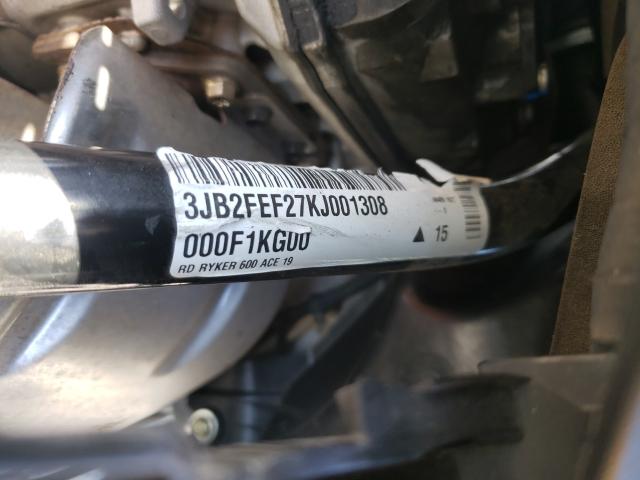 3JB2FEF27KJ001308
000F1KG00
▲ 15
RD RYKER 600 ACE 19